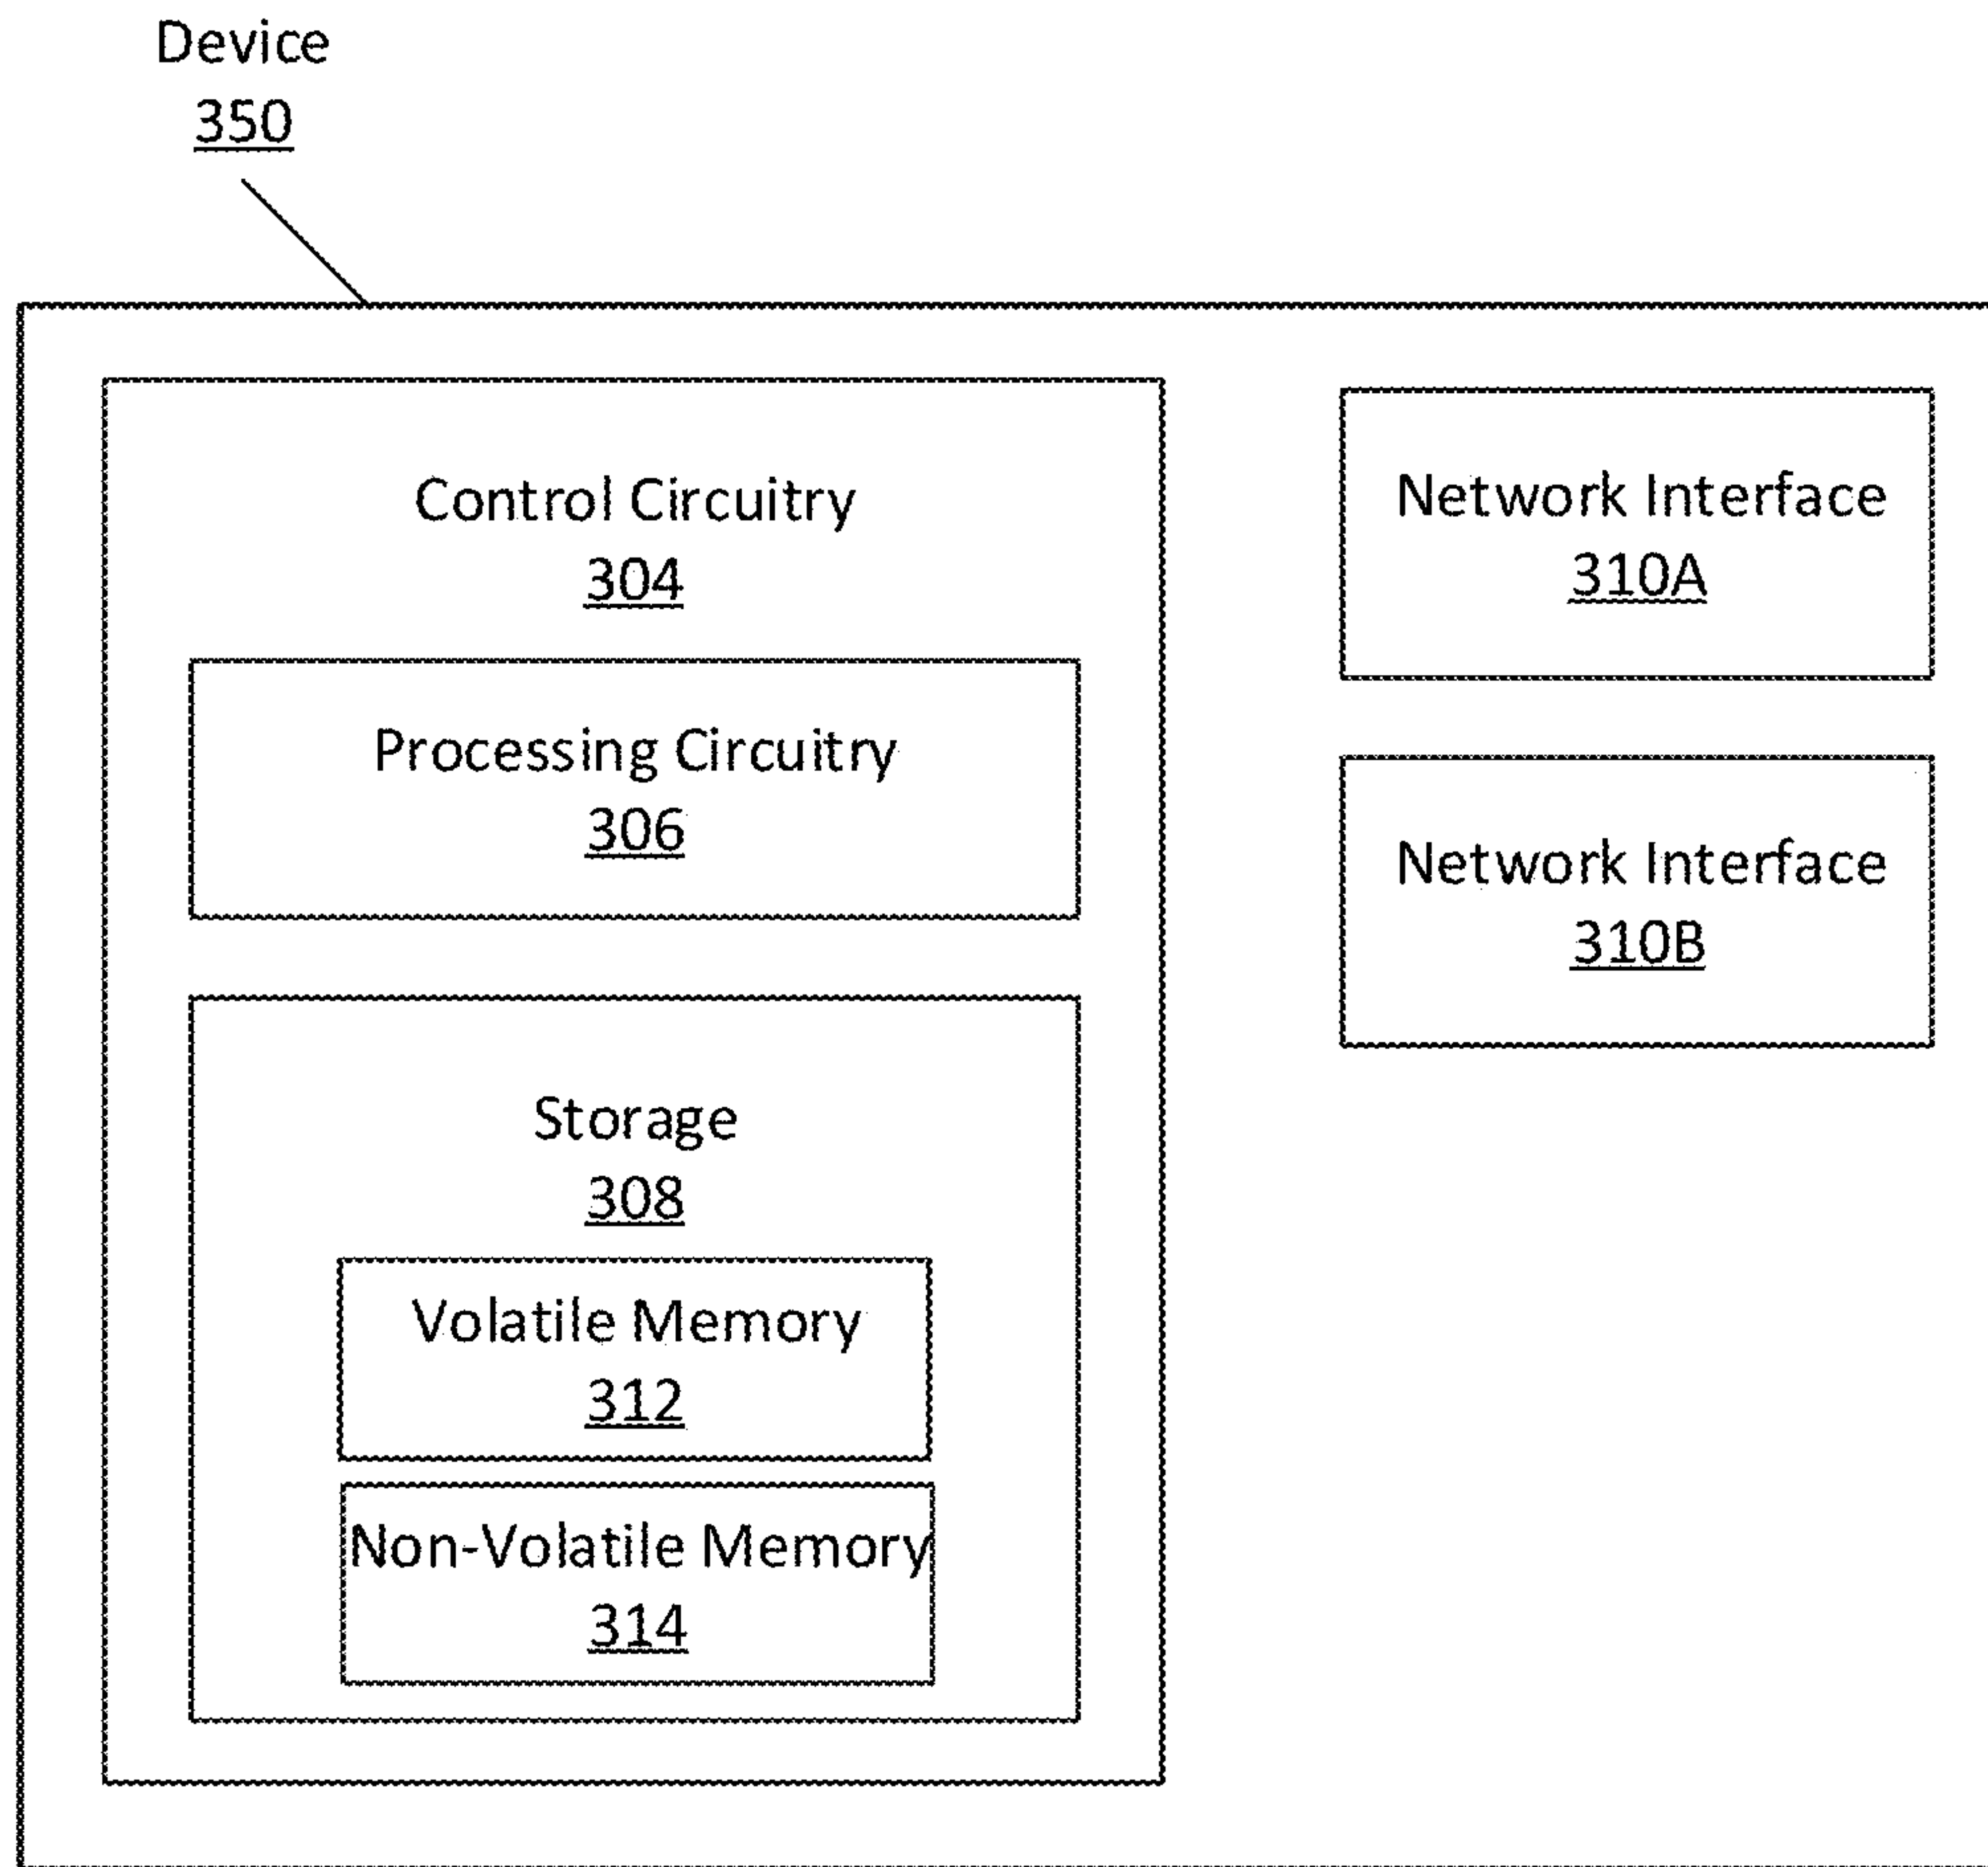 Device
350
Control Circuitry
304
Processing Circuitry
306
Storage
308
Volatile Memory
312
Non-Volatile Memory
314
Network Interface
310A
Network Interface
310B